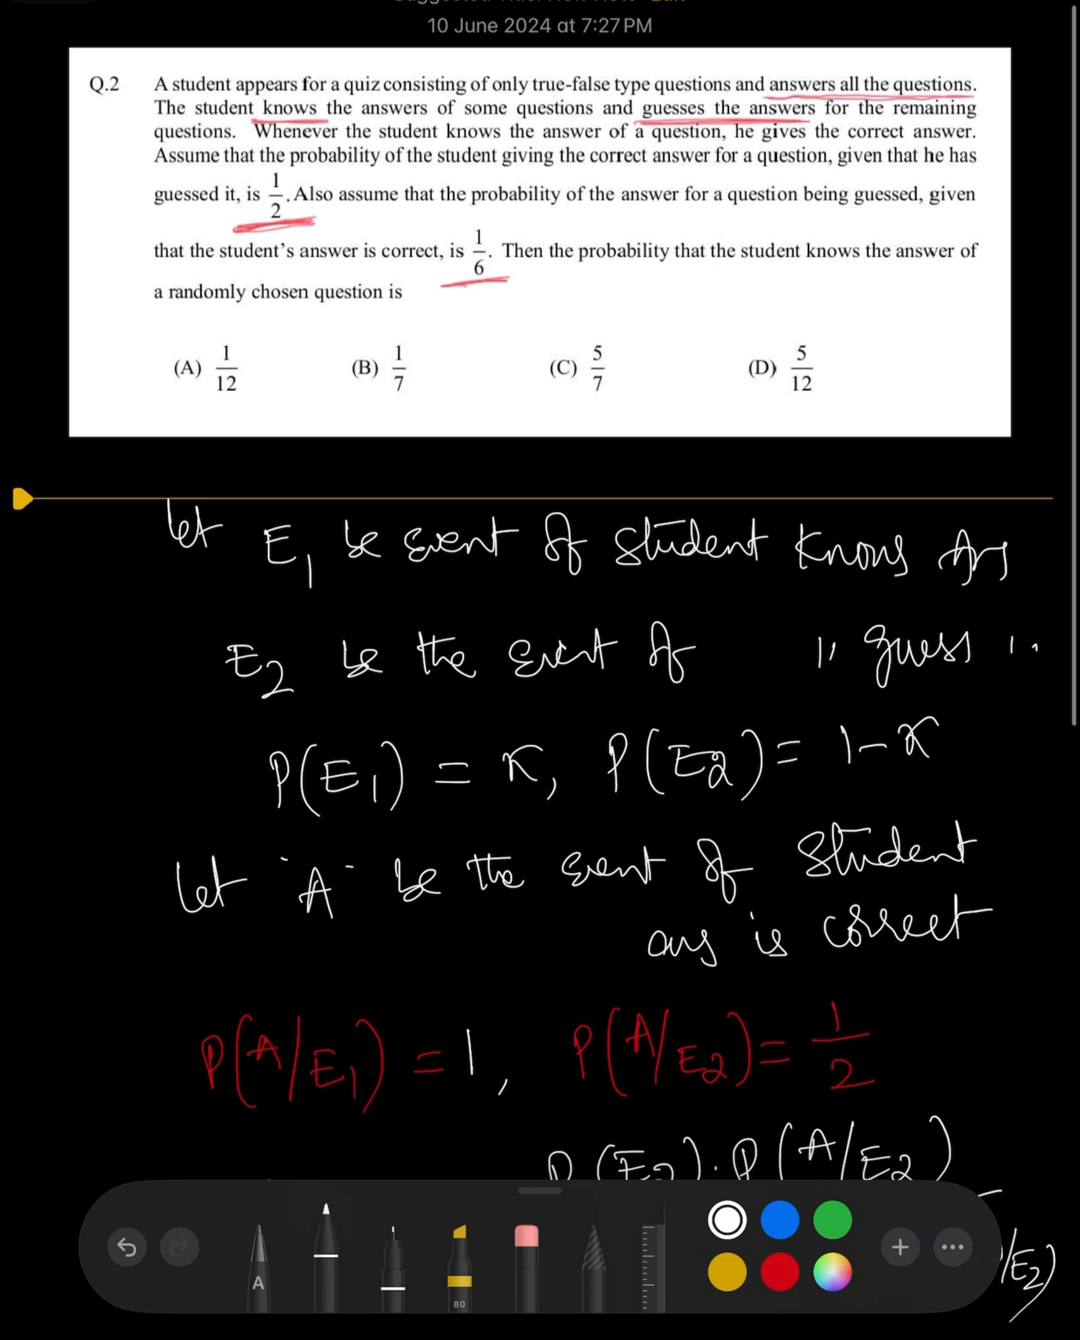 10 June 2024 at 7:27 PM
Q.2 A student appears for a quiz consisting of only true-false type questions and answers all the questions.
The student knows the answers of some questions and guesses the answers for the remaining
questions. Whenever the student knows the answer of a question, he gives the correct answer.
Assume that the probability of the student giving the correct answer for a question, given that he has
guessed it, is 1/2. Also assume that the probability of the answer for a question being guessed, given
that the student's answer is correct, is 1/6. Then the probability that the student knows the answer of
a randomly chosen question is
(A) 1/12 (B) 1/7 (C) 5/7 (D) 5/12
let E₁ be event of student knows Ans
E₂ be the event of 〃 guess 〃
P(E₁) = x, P(E₂) = 1-x
Let "A" be the event of student
ans is correct
P(A/E₁) = 1, P(A/E₂) = 1/2
P(E₂).P(A/E₂)
/E₂)
A
80